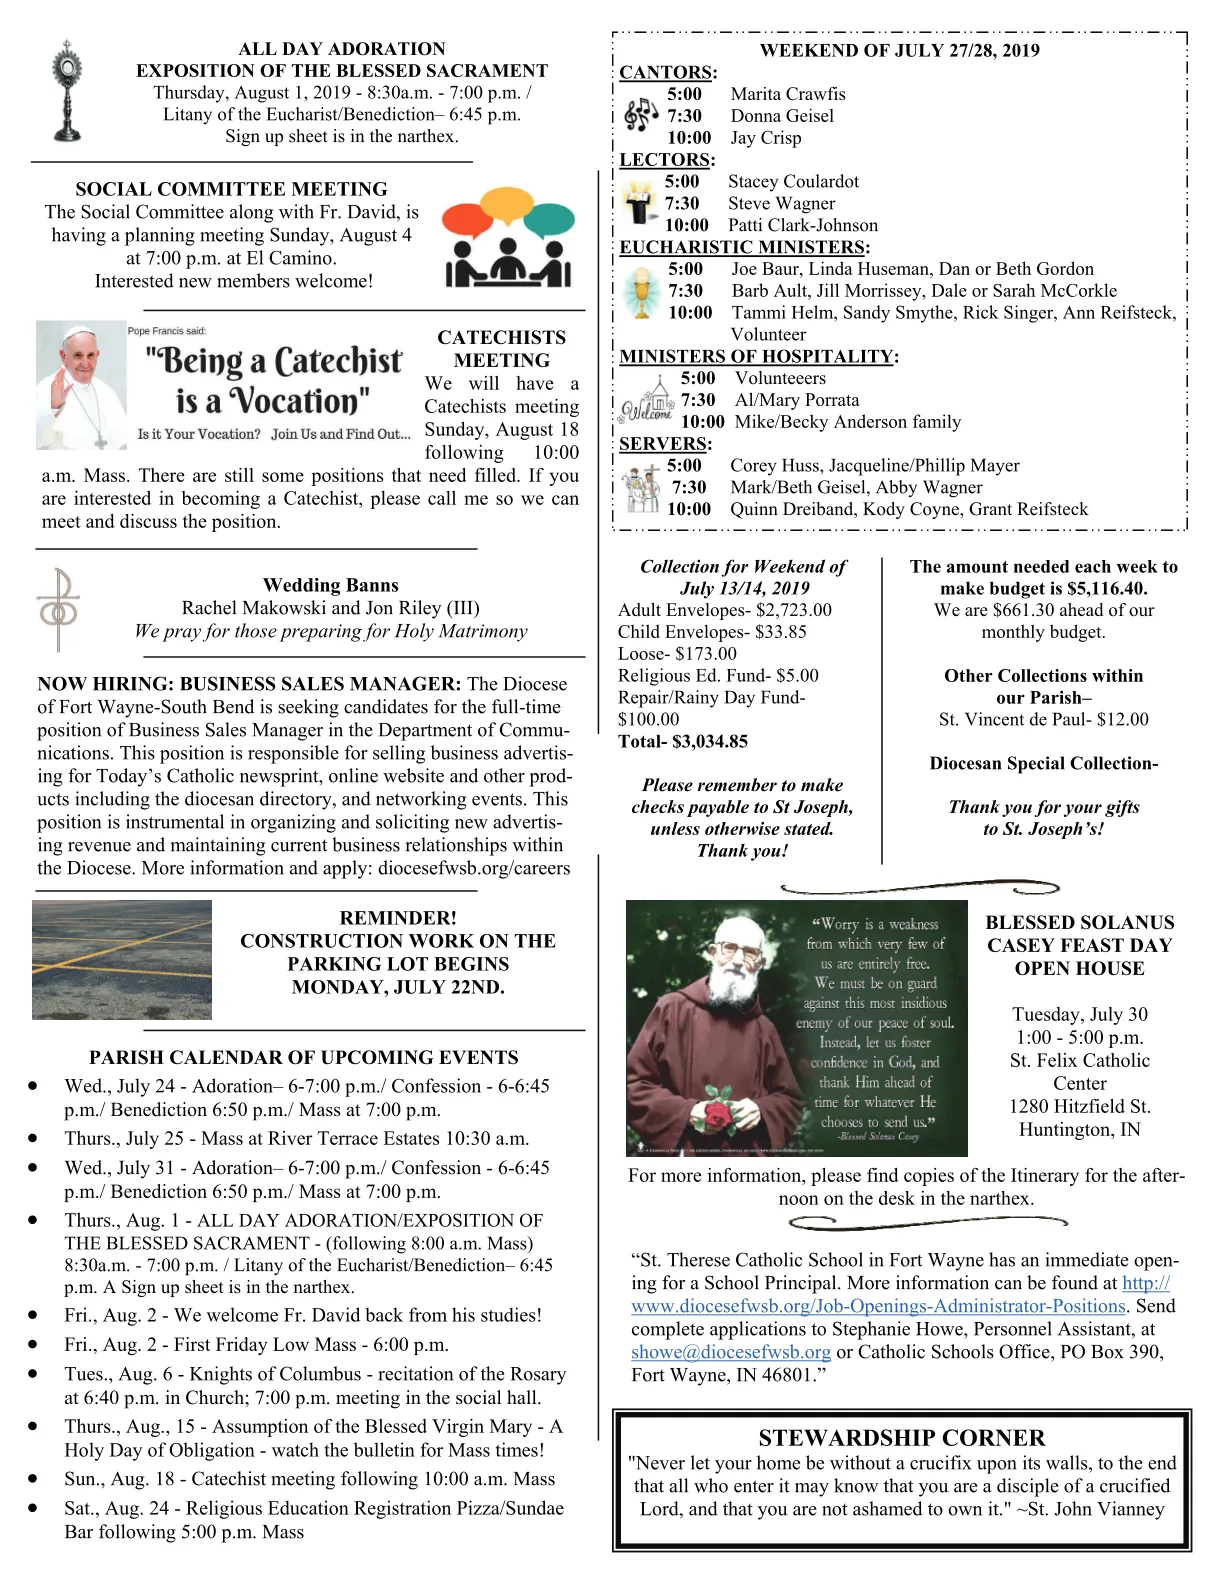 ALL DAY ADORATION
EXPOSITION OF THE BLESSED SACRAMENT
Thursday, August 1, 2019 - 8:30a.m. - 7:00 p.m. /
Litany of the Eucharist/Benediction– 6:45 p.m.
Sign up sheet is in the narthex.
SOCIAL COMMITTEE MEETING
The Social Committee along with Fr. David, is
having a planning meeting Sunday, August 4
at 7:00 p.m. at El Camino.
Interested new members welcome!
Pope Francis said:
"Being a Catechist
is a Vocation"
Is it Your Vocation? Join Us and Find Out...
CATECHISTS
MEETING
We will have a
Catechists meeting
Sunday, August 18
following 10:00
a.m. Mass. There are still some positions that need filled. If you
are interested in becoming a Catechist, please call me so we can
meet and discuss the position.
Wedding Banns
Rachel Makowski and Jon Riley (III)
We pray for those preparing for Holy Matrimony
NOW HIRING: BUSINESS SALES MANAGER: The Diocese
of Fort Wayne-South Bend is seeking candidates for the full-time
position of Business Sales Manager in the Department of Commu-
nications. This position is responsible for selling business advertis-
ing for Today's Catholic newsprint, online website and other prod-
ucts including the diocesan directory, and networking events. This
position is instrumental in organizing and soliciting new advertis-
ing revenue and maintaining current business relationships within
the Diocese. More information and apply: diocesefwsb.org/careers
REMINDER!
CONSTRUCTION WORK ON THE
PARKING LOT BEGINS
MONDAY, JULY 22ND.
PARISH CALENDAR OF UPCOMING EVENTS
• Wed., July 24 - Adoration– 6-7:00 p.m./ Confession - 6-6:45
p.m./ Benediction 6:50 p.m./ Mass at 7:00 p.m.
• Thurs., July 25 - Mass at River Terrace Estates 10:30 a.m.
• Wed., July 31 - Adoration– 6-7:00 p.m./ Confession - 6-6:45
p.m./ Benediction 6:50 p.m./ Mass at 7:00 p.m.
• Thurs., Aug. 1 - ALL DAY ADORATION/EXPOSITION OF
THE BLESSED SACRAMENT - (following 8:00 a.m. Mass)
8:30a.m. - 7:00 p.m. / Litany of the Eucharist/Benediction– 6:45
p.m. A Sign up sheet is in the narthex.
• Fri., Aug. 2 - We welcome Fr. David back from his studies!
• Fri., Aug. 2 - First Friday Low Mass - 6:00 p.m.
• Tues., Aug. 6 - Knights of Columbus - recitation of the Rosary
at 6:40 p.m. in Church; 7:00 p.m. meeting in the social hall.
• Thurs., Aug., 15 - Assumption of the Blessed Virgin Mary - A
Holy Day of Obligation - watch the bulletin for Mass times!
• Sun., Aug. 18 - Catechist meeting following 10:00 a.m. Mass
• Sat., Aug. 24 - Religious Education Registration Pizza/Sundae
Bar following 5:00 p.m. Mass
WEEKEND OF JULY 27/28, 2019
CANTORS:
5:00 Marita Crawfis
7:30 Donna Geisel
10:00 Jay Crisp
LECTORS:
5:00 Stacey Coulardot
7:30 Steve Wagner
10:00 Patti Clark-Johnson
EUCHARISTIC MINISTERS:
5:00 Joe Baur, Linda Huseman, Dan or Beth Gordon
7:30 Barb Ault, Jill Morrissey, Dale or Sarah McCorkle
10:00 Tammi Helm, Sandy Smythe, Rick Singer, Ann Reifsteck,
Volunteer
MINISTERS OF HOSPITALITY:
Welcome
5:00 Volunteeers
7:30 Al/Mary Porrata
10:00 Mike/Becky Anderson family
SERVERS:
5:00 Corey Huss, Jacqueline/Phillip Mayer
7:30 Mark/Beth Geisel, Abby Wagner
10:00 Quinn Dreiband, Kody Coyne, Grant Reifsteck
Collection for Weekend of
July 13/14, 2019
Adult Envelopes- $2,723.00
Child Envelopes- $33.85
Loose- $173.00
Religious Ed. Fund- $5.00
Repair/Rainy Day Fund-
$100.00
Total- $3,034.85
Please remember to make
checks payable to St Joseph,
unless otherwise stated.
Thank you!
The amount needed each week to
make budget is $5,116.40.
We are $661.30 ahead of our
monthly budget.
Other Collections within
our Parish–
St. Vincent de Paul- $12.00
Diocesan Special Collection-
Thank you for your gifts
to St. Joseph's!
“Worry is a weakness
from which very few of
us are entirely free.
We must be on guard
against this most insidious
enemy of our peace of soul.
Instead, let us foster
confidence in God, and
thank Him ahead of
time for whatever He
chooses to send us.”
-Blessed Solanus Casey
BLESSED SOLANUS
CASEY FEAST DAY
OPEN HOUSE
Tuesday, July 30
1:00 - 5:00 p.m.
St. Felix Catholic
Center
1280 Hitzfield St.
Huntington, IN
For more information, please find copies of the Itinerary for the after-
noon on the desk in the narthex.
“St. Therese Catholic School in Fort Wayne has an immediate open-
ing for a School Principal. More information can be found at http://
www.diocesefwsb.org/Job-Openings-Administrator-Positions. Send
complete applications to Stephanie Howe, Personnel Assistant, at
showe@diocesefwsb.org or Catholic Schools Office, PO Box 390,
Fort Wayne, IN 46801.”
STEWARDSHIP CORNER
"Never let your home be without a crucifix upon its walls, to the end
that all who enter it may know that you are a disciple of a crucified
Lord, and that you are not ashamed to own it." ~St. John Vianney